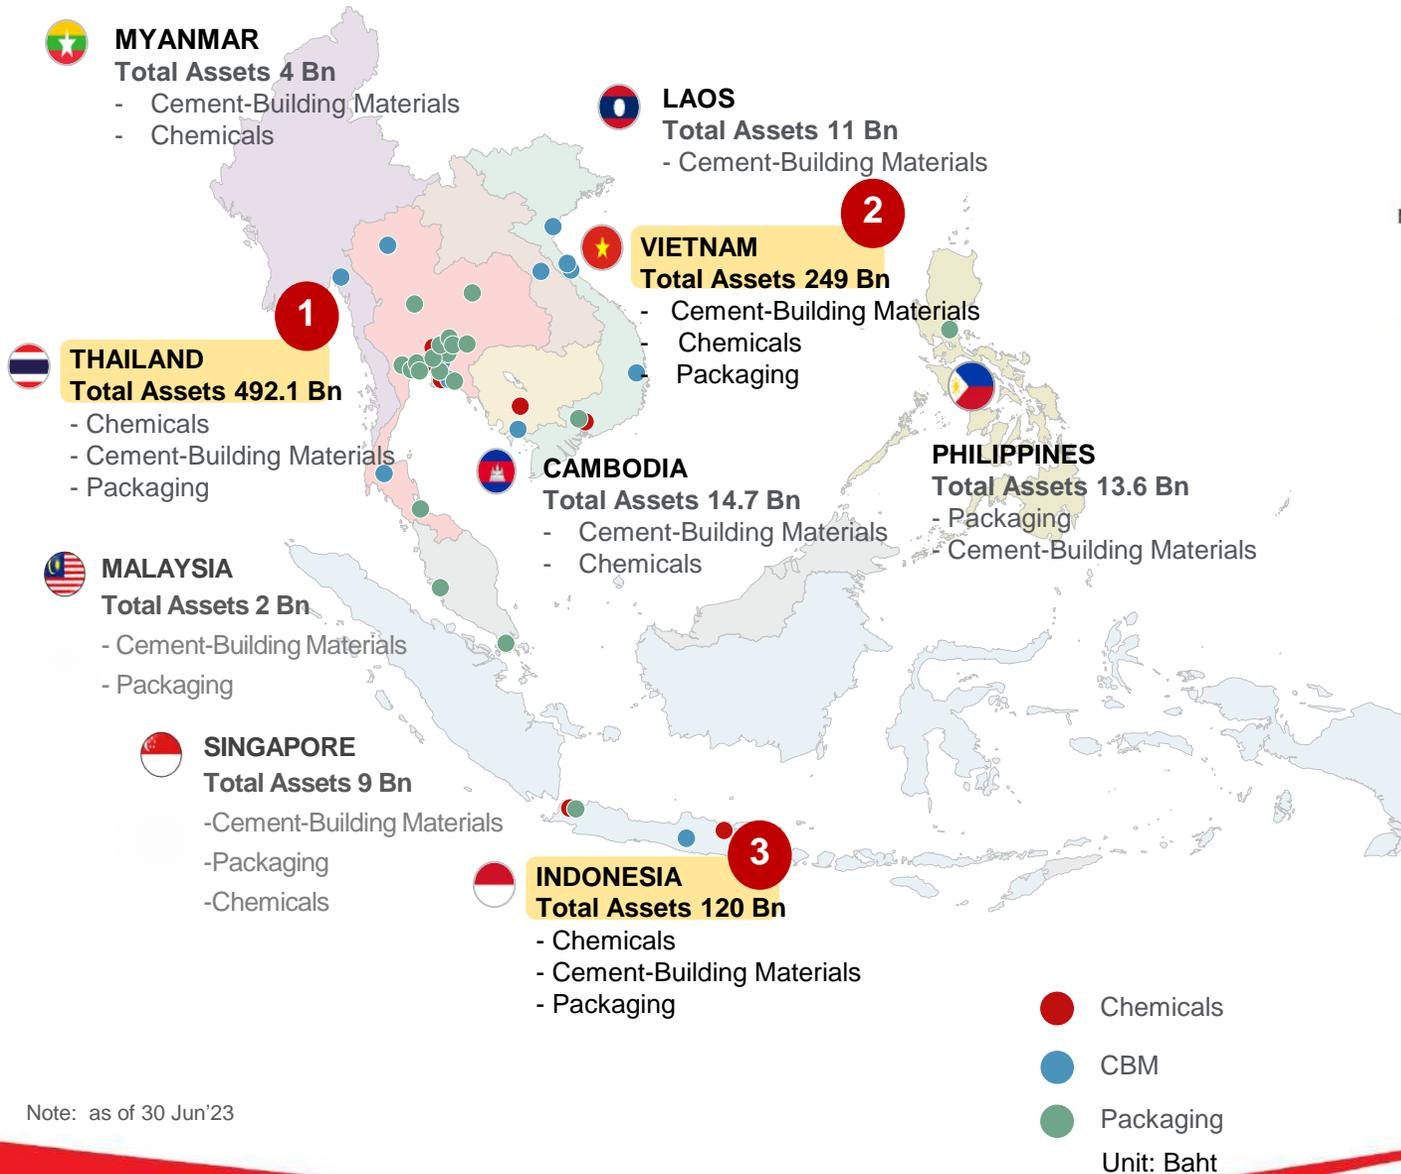 MYANMAR
Total Assets 4 Bn
- Cement-Building Materials
- Chemicals
LAOS
Total Assets 11 Bn
- Cement-Building Materials
2
VIETNAM
Total Assets 249 Bn
- Cement-Building Materials
- Chemicals
- Packaging
1
THAILAND
Total Assets 492.1 Bn
- Chemicals
- Cement-Building Materials
- Packaging
CAMBODIA
Total Assets 14.7 Bn
- Cement-Building Materials
- Chemicals
PHILIPPINES
Total Assets 13.6 Bn
- Packaging
- Cement-Building Materials
MALAYSIA
Total Assets 2 Bn
- Cement-Building Materials
- Packaging
SINGAPORE
Total Assets 9 Bn
-Cement-Building Materials
-Packaging
-Chemicals
3
INDONESIA
Total Assets 120 Bn
- Chemicals
- Cement-Building Materials
- Packaging
Chemicals
CBM
Packaging
Unit: Baht
Note: as of 30 Jun'23